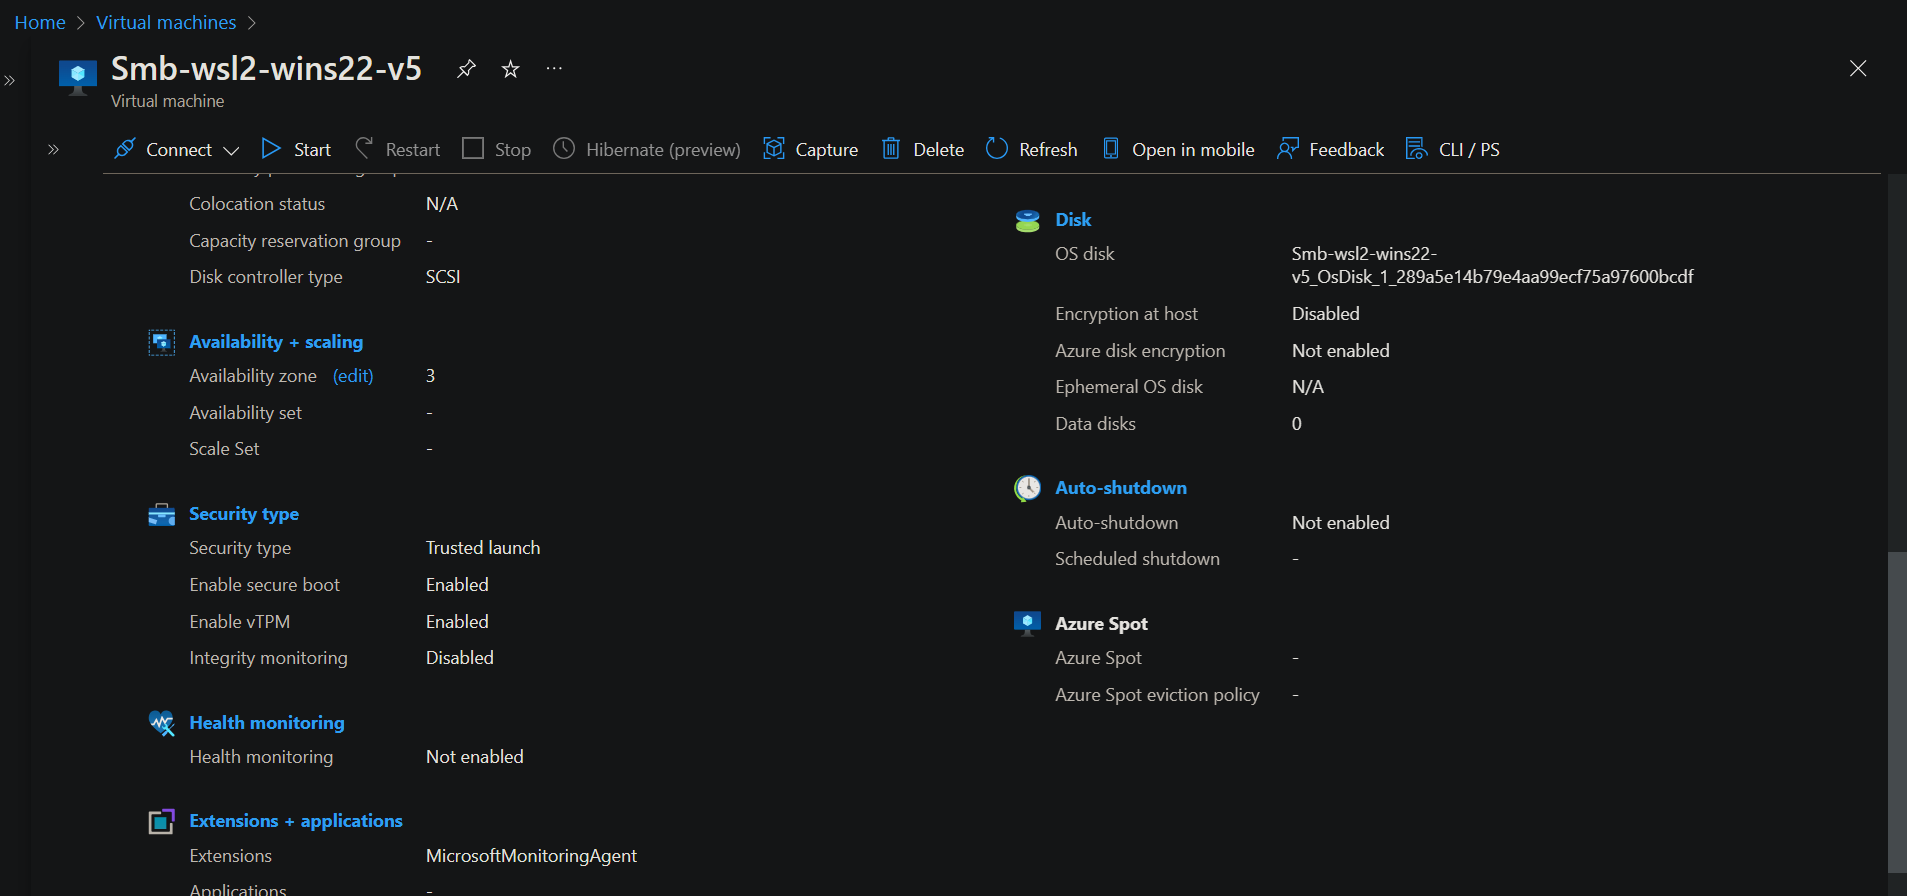 Home > Virtual machines >
Smb-wsl2-wins22-v5
Virtual machine
Connect Start Restart Stop Hibernate (preview) Capture Delete Refresh Open in mobile Feedback CLI / PS
Colocation status N/A
Capacity reservation group -
Disk controller type SCSI
Availability + scaling
Availability zone (edit) 3
Availability set -
Scale Set -
Security type
Security type Trusted launch
Enable secure boot Enabled
Enable vTPM Enabled
Integrity monitoring Disabled
Health monitoring
Health monitoring Not enabled
Extensions + applications
Extensions MicrosoftMonitoringAgent
Applications -
Disk
OS disk Smb-wsl2-wins22-
v5_OsDisk_1_289a5e14b79e4aa99ecf75a97600bcdf
Encryption at host Disabled
Azure disk encryption Not enabled
Ephemeral OS disk N/A
Data disks 0
Auto-shutdown
Auto-shutdown Not enabled
Scheduled shutdown -
Azure Spot
Azure Spot -
Azure Spot eviction policy -